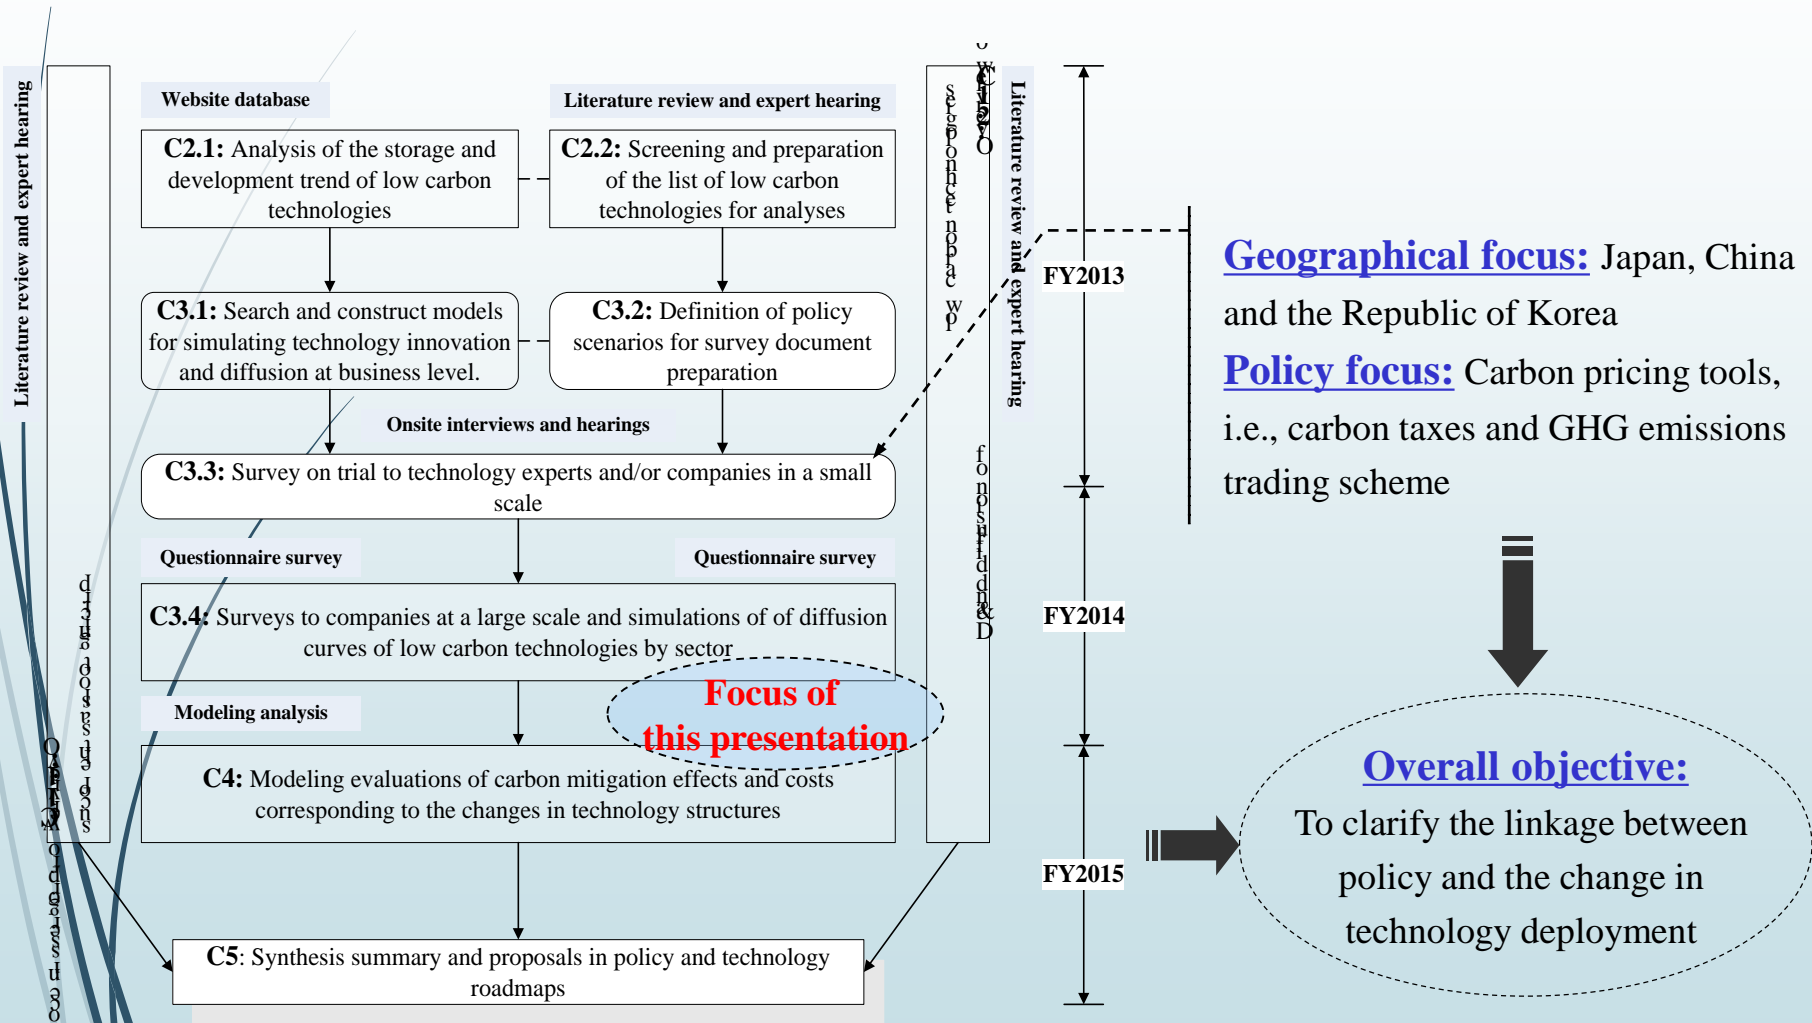 Literature review and expert hearing
Website database
Literature review and expert hearing
C2.1: Analysis of the storage and
development trend of low carbon
technologies
C2.2: Screening and preparation
of the list of low carbon
technologies for analyses
C3.1: Search and construct models
for simulating technology innovation
and diffusion at business level.
C3.2: Definition of policy
scenarios for survey document
preparation
Onsite interviews and hearings
C3.3: Survey on trial to technology experts and/or companies in a small
scale
Questionnaire survey
Questionnaire survey
C3.4: Surveys to companies at a large scale and simulations of of diffusion
curves of low carbon technologies by sector
Modeling analysis
Focus of
this presentation
C4: Modeling evaluations of carbon mitigation effects and costs
corresponding to the changes in technology structures
C5: Synthesis summary and proposals in policy and technology
roadmaps
Literature review and expert hearing
FY2013
FY2014
FY2015
Geographical focus: Japan, China
and the Republic of Korea
Policy focus: Carbon pricing tools,
i.e., carbon taxes and GHG emissions
trading scheme
Overall objective:
To clarify the linkage between
policy and the change in
technology deployment